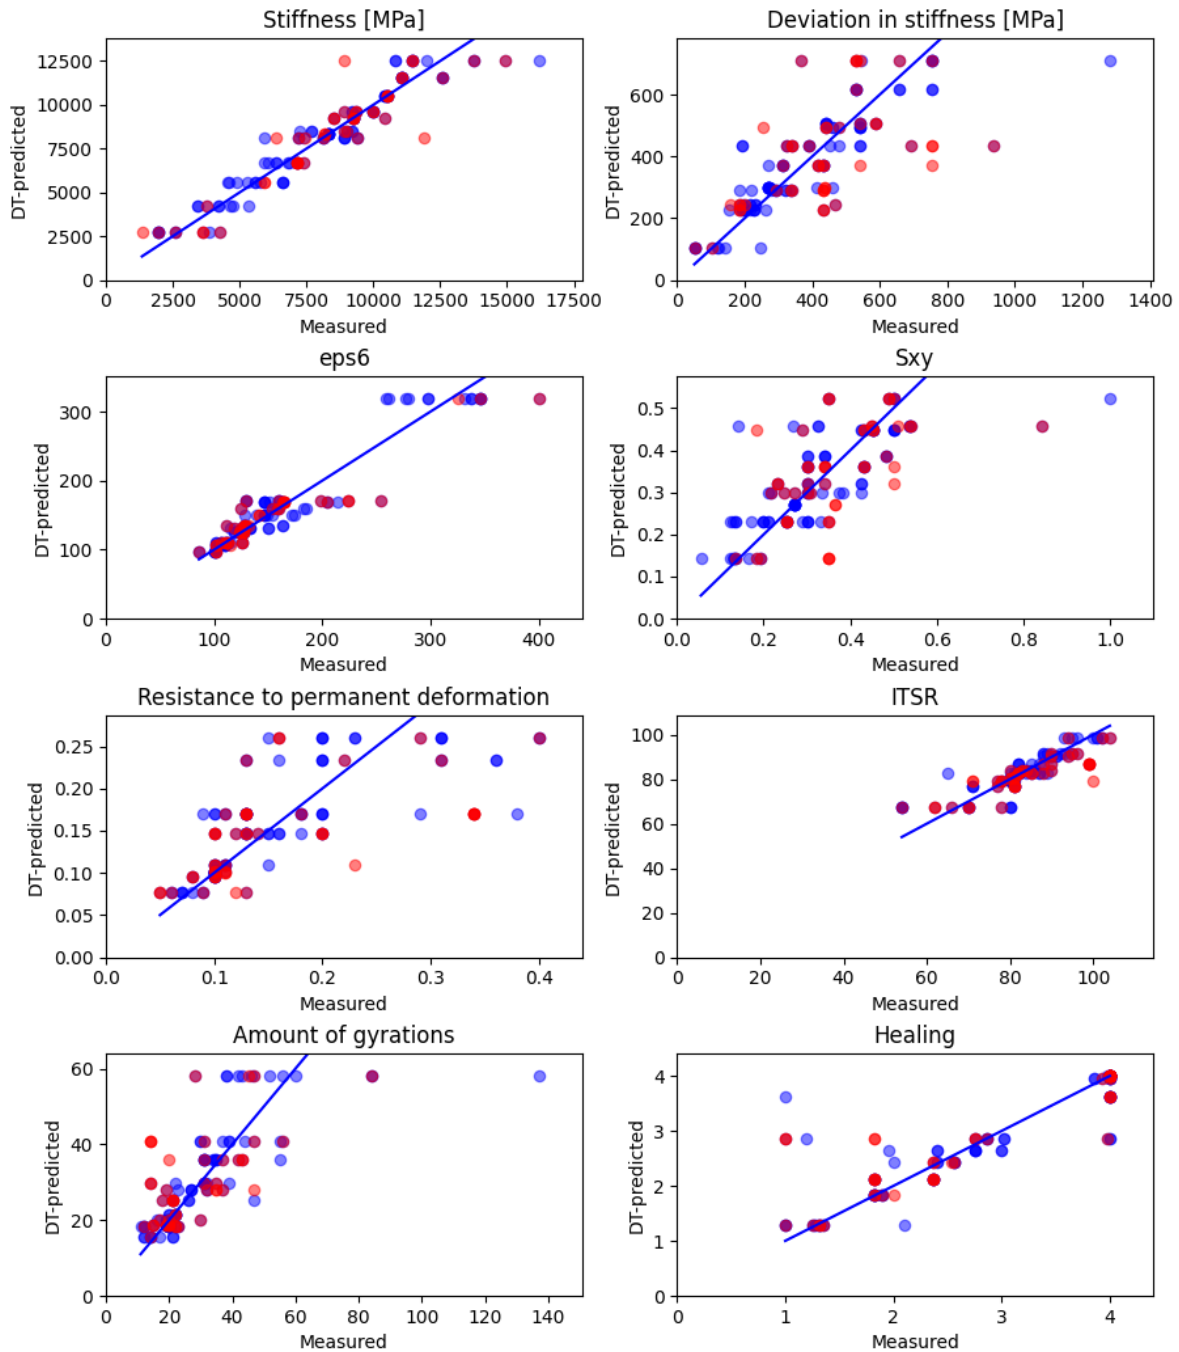 Stiffness [MPa]
DT-predicted
12500
10000
7500
5000
2500
0
0 2500 5000 7500 10000 12500 15000 17500
Measured
Deviation in stiffness [MPa]
DT-predicted
600
400
200
0
0 200 400 600 800 1000 1200 1400
Measured
eps6
DT-predicted
300
200
100
0
0 100 200 300 400
Measured
Sxy
DT-predicted
0.5
0.4
0.3
0.2
0.1
0.0
0.0 0.2 0.4 0.6 0.8 1.0
Measured
Resistance to permanent deformation
DT-predicted
0.25
0.20
0.15
0.10
0.05
0.00
0.0 0.1 0.2 0.3 0.4
Measured
ITSR
DT-predicted
100
80
60
40
20
0
0 20 40 60 80 100
Measured
Amount of gyrations
DT-predicted
60
40
20
0
0 20 40 60 80 100 120 140
Measured
Healing
DT-predicted
4
3
2
1
0
0 1 2 3 4
Measured